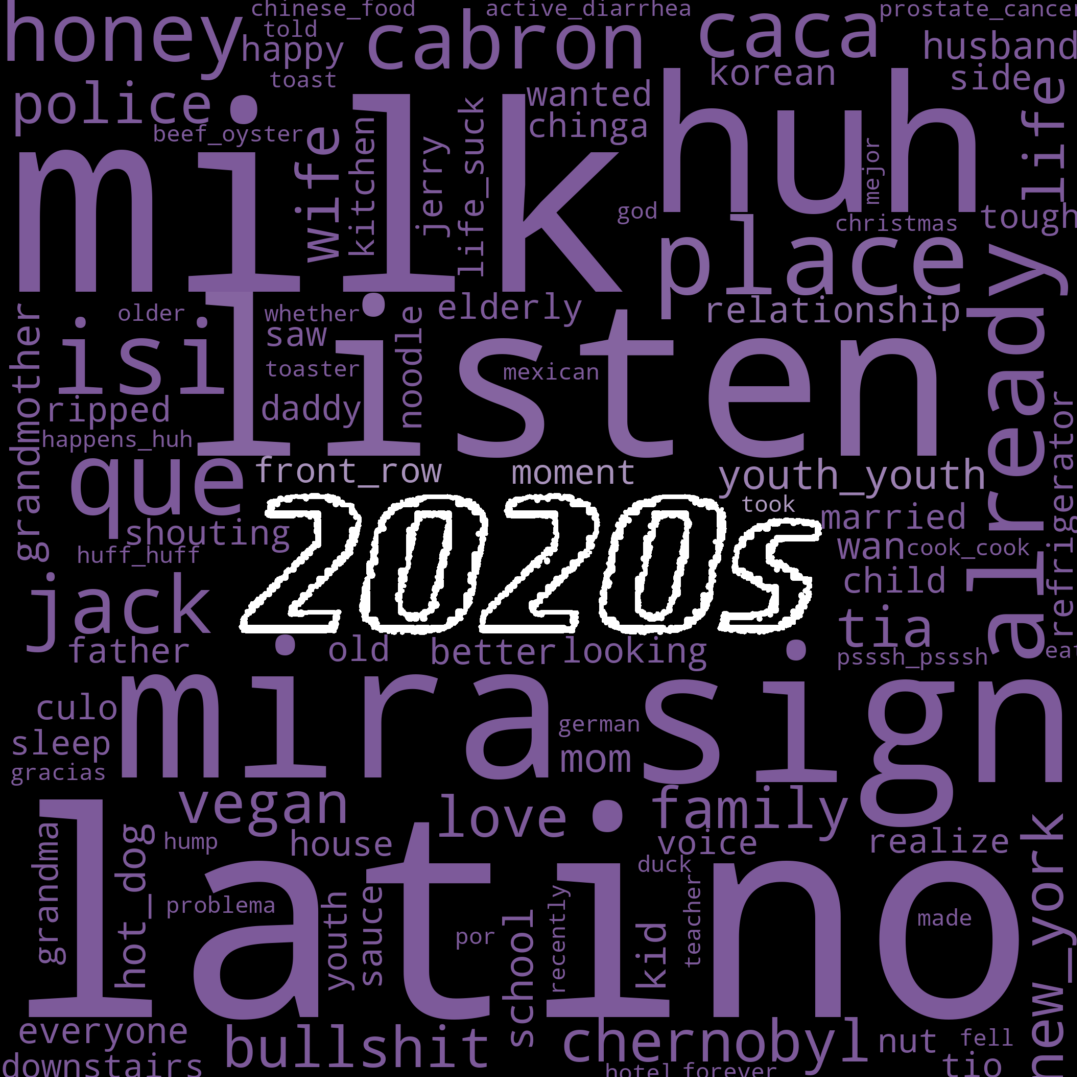 chinese_food active_diarrhea prostate_cancer
honey told happy cabron caca husband
toast korean side
police wanted chinga life
beef_oyster
milk wife kitchen jerry life_suck huh mejor
god christmas tough
place
grandmother older whether elderly relationship already
isi saw noodle listen
toaster mexican
ripped daddy
happens_huh refrigerator
que front_row moment youth_youth
took
shouting married
huff_huff 2020s wan cook_cook
jack child
tia
father old better looking psssh_psssh eat
culo mira german sign
sleep mom
gracias
vegan love family
grandma hot_dog hump house voice realize new_york
duck
latino problema youth sauce por school recently kid teacher made
everyone bullshit chernobyl nut fell
downstairs hotel_forever tio